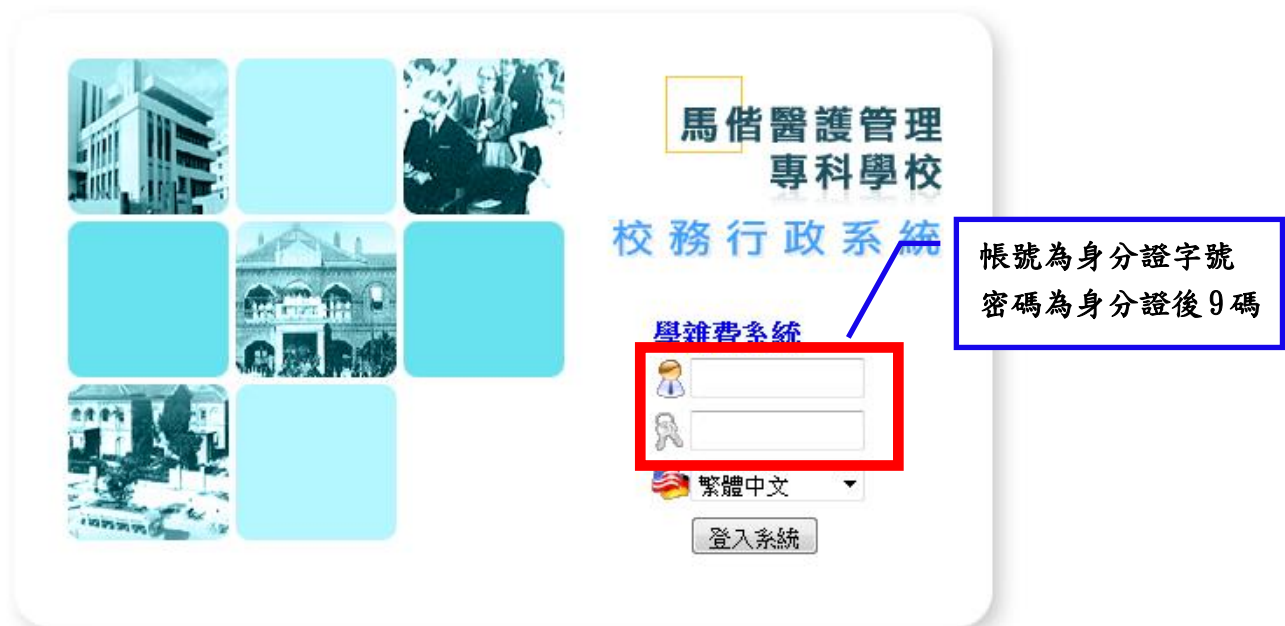 馬偕醫護管理
專科學校
校務行政系統
帳號為身分證字號
密碼為身分證後9碼
學雜費系統
繁體中文
登入系統